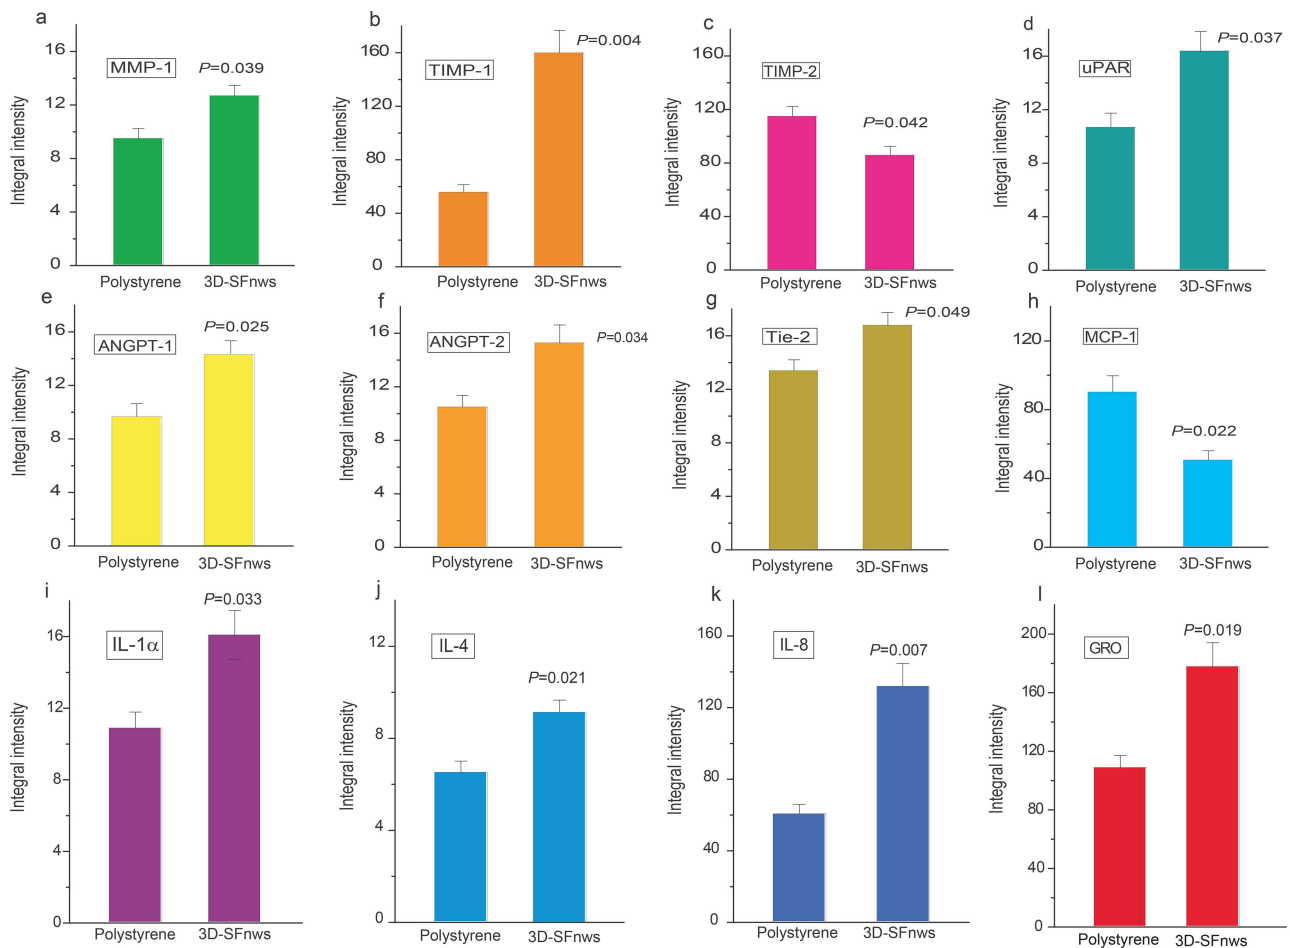 a
MMP-1
P=0.039
Integral intensity
16
12
8
4
0
Polystyrene
3D-SFnws
b
TIMP-1
P=0.004
Integral intensity
160
120
80
40
0
Polystyrene
3D-SFnws
c
TIMP-2
P=0.042
Integral intensity
160
120
80
40
0
Polystyrene
3D-SFnws
d
uPAR
P=0.037
Integral intensity
16
12
8
4
0
Polystyrene
3D-SFnws
e
ANGPT-1
P=0.025
Integral intensity
16
12
8
4
0
Polystyrene
3D-SFnws
f
ANGPT-2
P=0.034
Integral intensity
16
12
8
4
0
Polystyrene
3D-SFnws
g
Tie-2
P=0.049
Integral intensity
16
12
8
4
0
Polystyrene
3D-SFnws
h
MCP-1
P=0.022
Integral intensity
120
80
40
0
Polystyrene
3D-SFnws
i
IL-1α
P=0.033
Integral intensity
16
12
8
4
0
Polystyrene
3D-SFnws
j
IL-4
P=0.021
Integral intensity
12
8
4
0
Polystyrene
3D-SFnws
k
IL-8
P=0.007
Integral intensity
160
120
80
40
0
Polystyrene
3D-SFnws
l
GRO
P=0.019
Integral intensity
200
160
120
80
40
0
Polystyrene
3D-SFnws